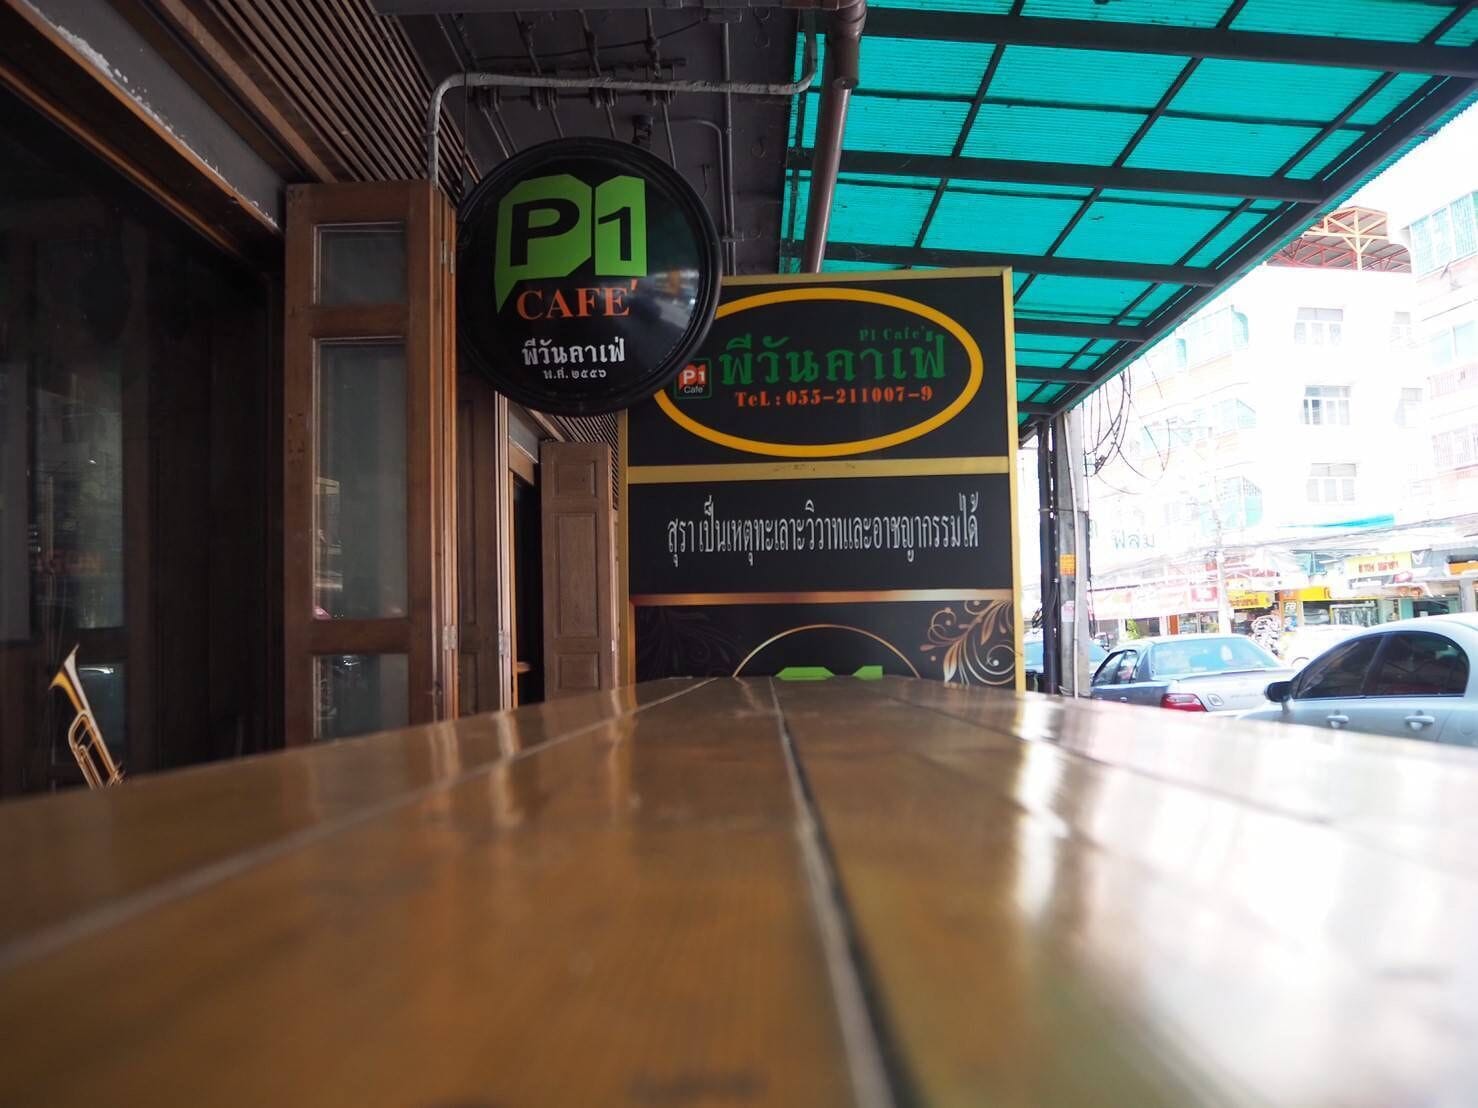 P1
CAFE'
พีวันคาเฟ่
พ.ศ. ๒๕๕๖
P1 Cafe's
พีวันคาเฟ่
P1
Cafe'
TeL : 055-211007-9
สุรา เป็นเหตุทะเลาะวิวาทและอาชญากรรมได้
ฟิล์ม